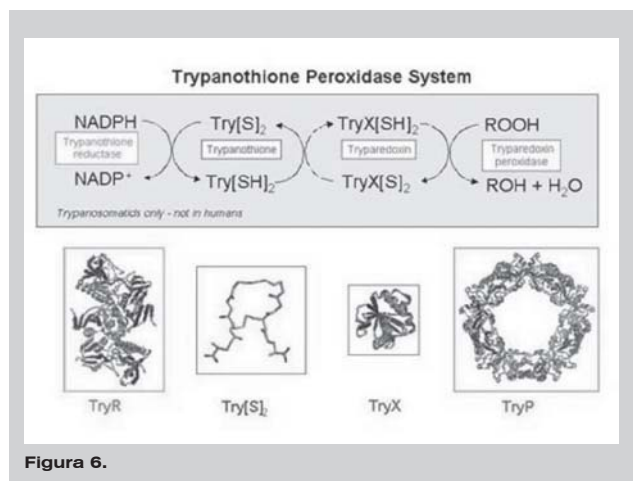 Trypanothione Peroxidase System
NADPH Try[S]₂ TryX[SH]₂ ROOH
Trypanothione reductase Trypanothione Tryparedoxin Tryparedoxin peroxidase
NADP⁺ Try[SH]₂ TryX[S]₂ ROH + H₂O
Trypanosomatids only - not in humans
TryR Try[S]₂ TryX TryP
Figura 6.